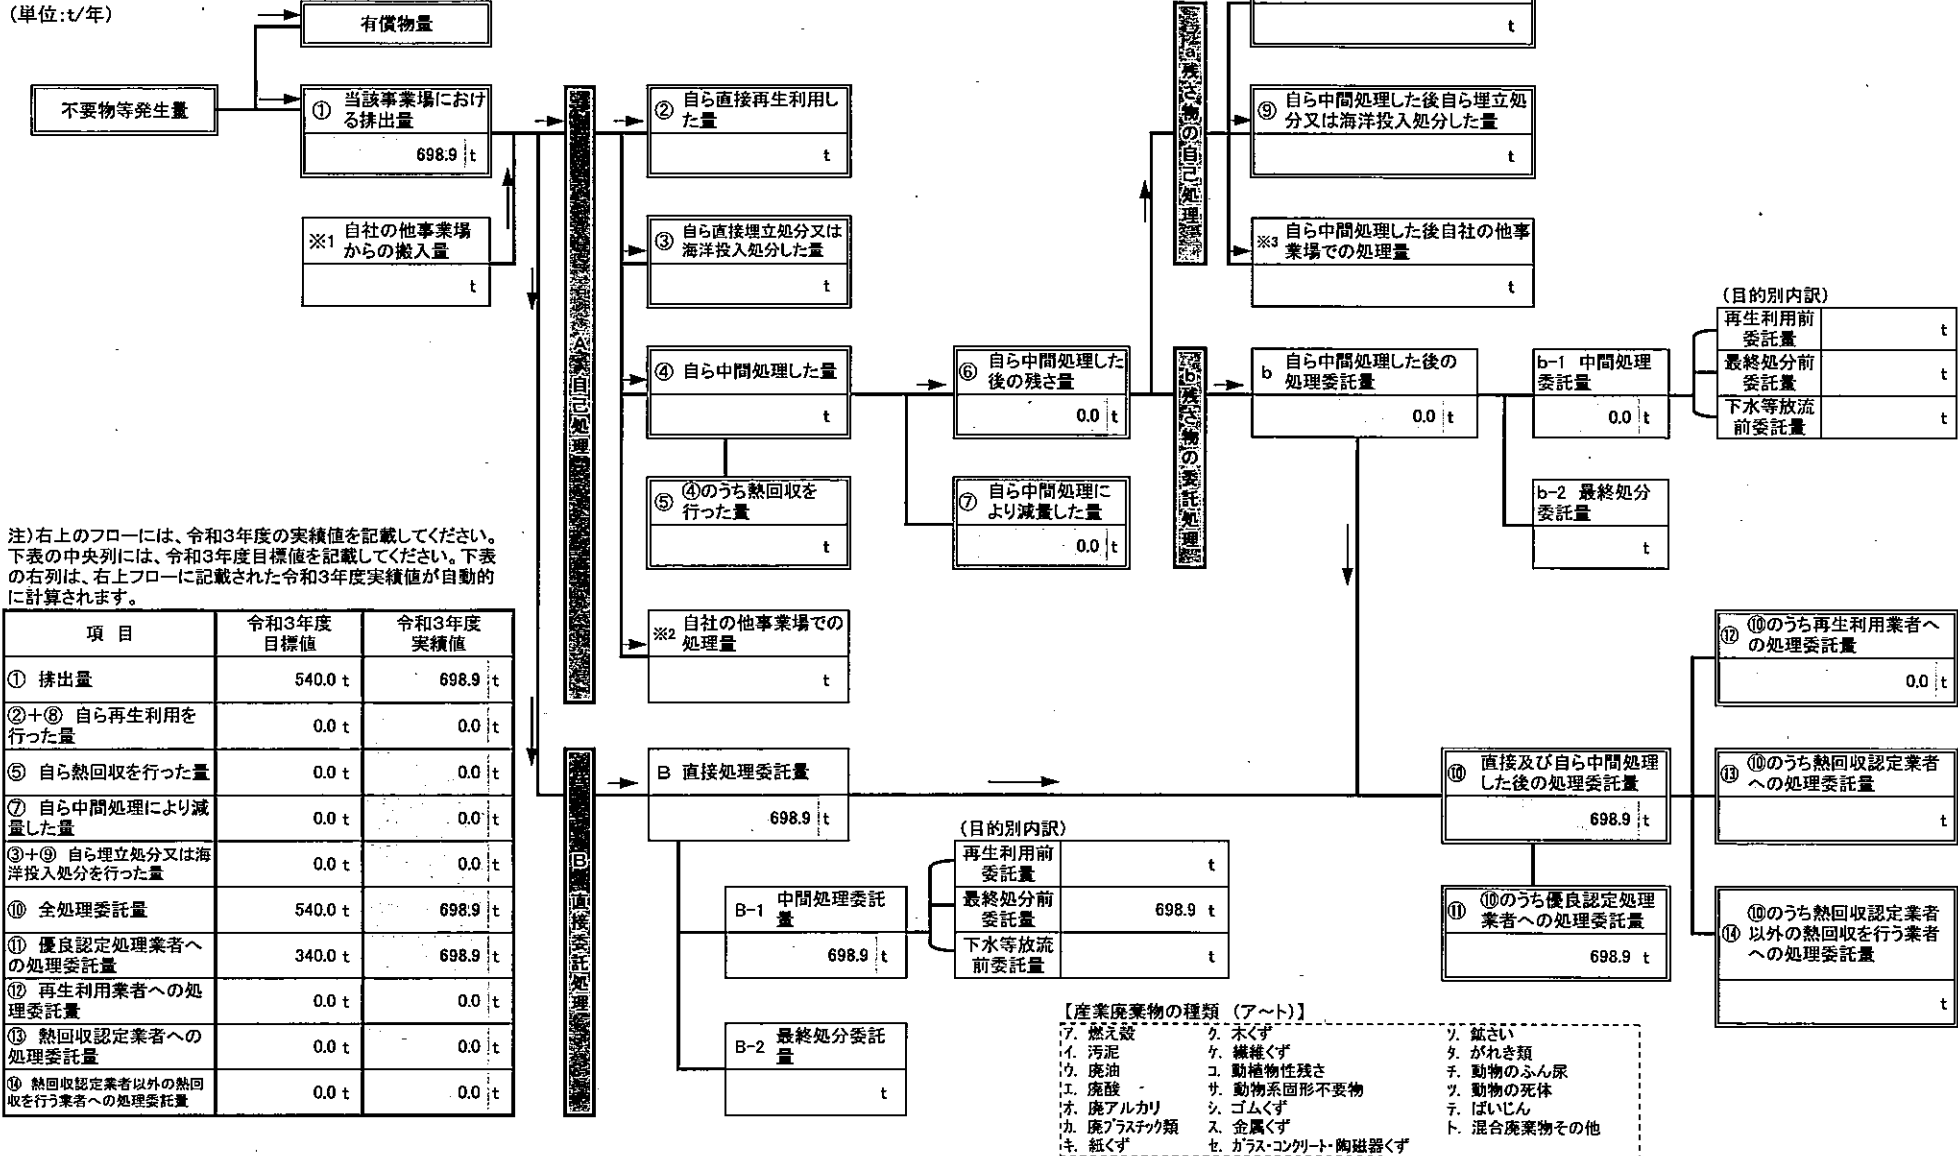 (単位:t/年)
有償物量
不要物等発生量
① 当該事業場におけ
る排出量
698.9 t
※1 自社の他事業場
からの搬入量
t
A 自己処理
② 自ら直接再生利用し
た量
t
③ 自ら直接埋立処分又は
海洋投入処分した量
t
④ 自ら中間処理した量
t
⑤ ④のうち熱回収を
行った量
t
※2 自社の他事業場での
処理量
t
⑥ 自ら中間処理した
後の残さ量
0.0 t
⑦ 自ら中間処理に
より減量した量
0.0 t
a残さ物の自己処理
t
⑨ 自ら中間処理した後自ら埋立処
分又は海洋投入処分した量
t
※3 自ら中間処理した後自社の他事
業場での処理量
t
b残さ物の委託処理
b 自ら中間処理した後の
処理委託量
0.0 t
b-1 中間処理
委託量
0.0 t
(目的別内訳)
再生利用前
委託量 t
最終処分前
委託量 t
下水等放流
前委託量 t
b-2 最終処分
委託量
t
注)右上のフローには、令和3年度の実績値を記載してください。
下表の中央列には、令和3年度目標値を記載してください。下表
の右列は、右上フローに記載された令和3年度実績値が自動的
に計算されます。
項 目 令和3年度
目標値 令和3年度
実績値
① 排出量 540.0 t 698.9 t
②+⑧ 自ら再生利用を
行った量 0.0 t 0.0 t
⑤ 自ら熱回収を行った量 0.0 t 0.0 t
⑦ 自ら中間処理により減
量した量 0.0 t 0.0 t
③+⑨ 自ら埋立処分又は海
洋投入処分を行った量 0.0 t 0.0 t
⑩ 全処理委託量 540.0 t 698.9 t
⑪ 優良認定処理業者へ
の処理委託量 340.0 t 698.9 t
⑫ 再生利用業者への処
理委託量 0.0 t 0.0 t
⑬ 熱回収認定業者への
処理委託量 0.0 t 0.0 t
⑭ 熱回収認定業者以外の熱回
収を行う業者への処理委託量 0.0 t 0.0 t
B 直接委託処理
B 直接処理委託量
698.9 t
B-1 中間処理委託
量
698.9 t
(目的別内訳)
再生利用前
委託量 t
最終処分前
委託量 698.9 t
下水等放流
前委託量 t
B-2 最終処分委託
量
t
⑩ 直接及び自ら中間処理
した後の処理委託量
698.9 t
⑪ ⑩のうち優良認定処理
業者への処理委託量
698.9 t
⑫ ⑩のうち再生利用業者へ
の処理委託量
0.0 t
⑬ ⑩のうち熱回収認定業者
への処理委託量
t
⑭ ⑩のうち熱回収認定業者
以外の熱回収を行う業者
への処理委託量
t
【産業廃棄物の種類 (ア～ト)】
ア. 燃え殻 ク. 木くず ソ. 鉱さい
イ. 汚泥 ケ. 繊維くず タ. がれき類
ウ. 廃油 コ. 動植物性残さ チ. 動物のふん尿
エ. 廃酸 サ. 動物系固形不要物 ツ. 動物の死体
オ. 廃アルカリ シ. ゴムくず テ. ばいじん
カ. 廃プラスチック類 ス. 金属くず ト. 混合廃棄物その他
キ. 紙くず セ. ガラス・コンクリート・陶磁器くず